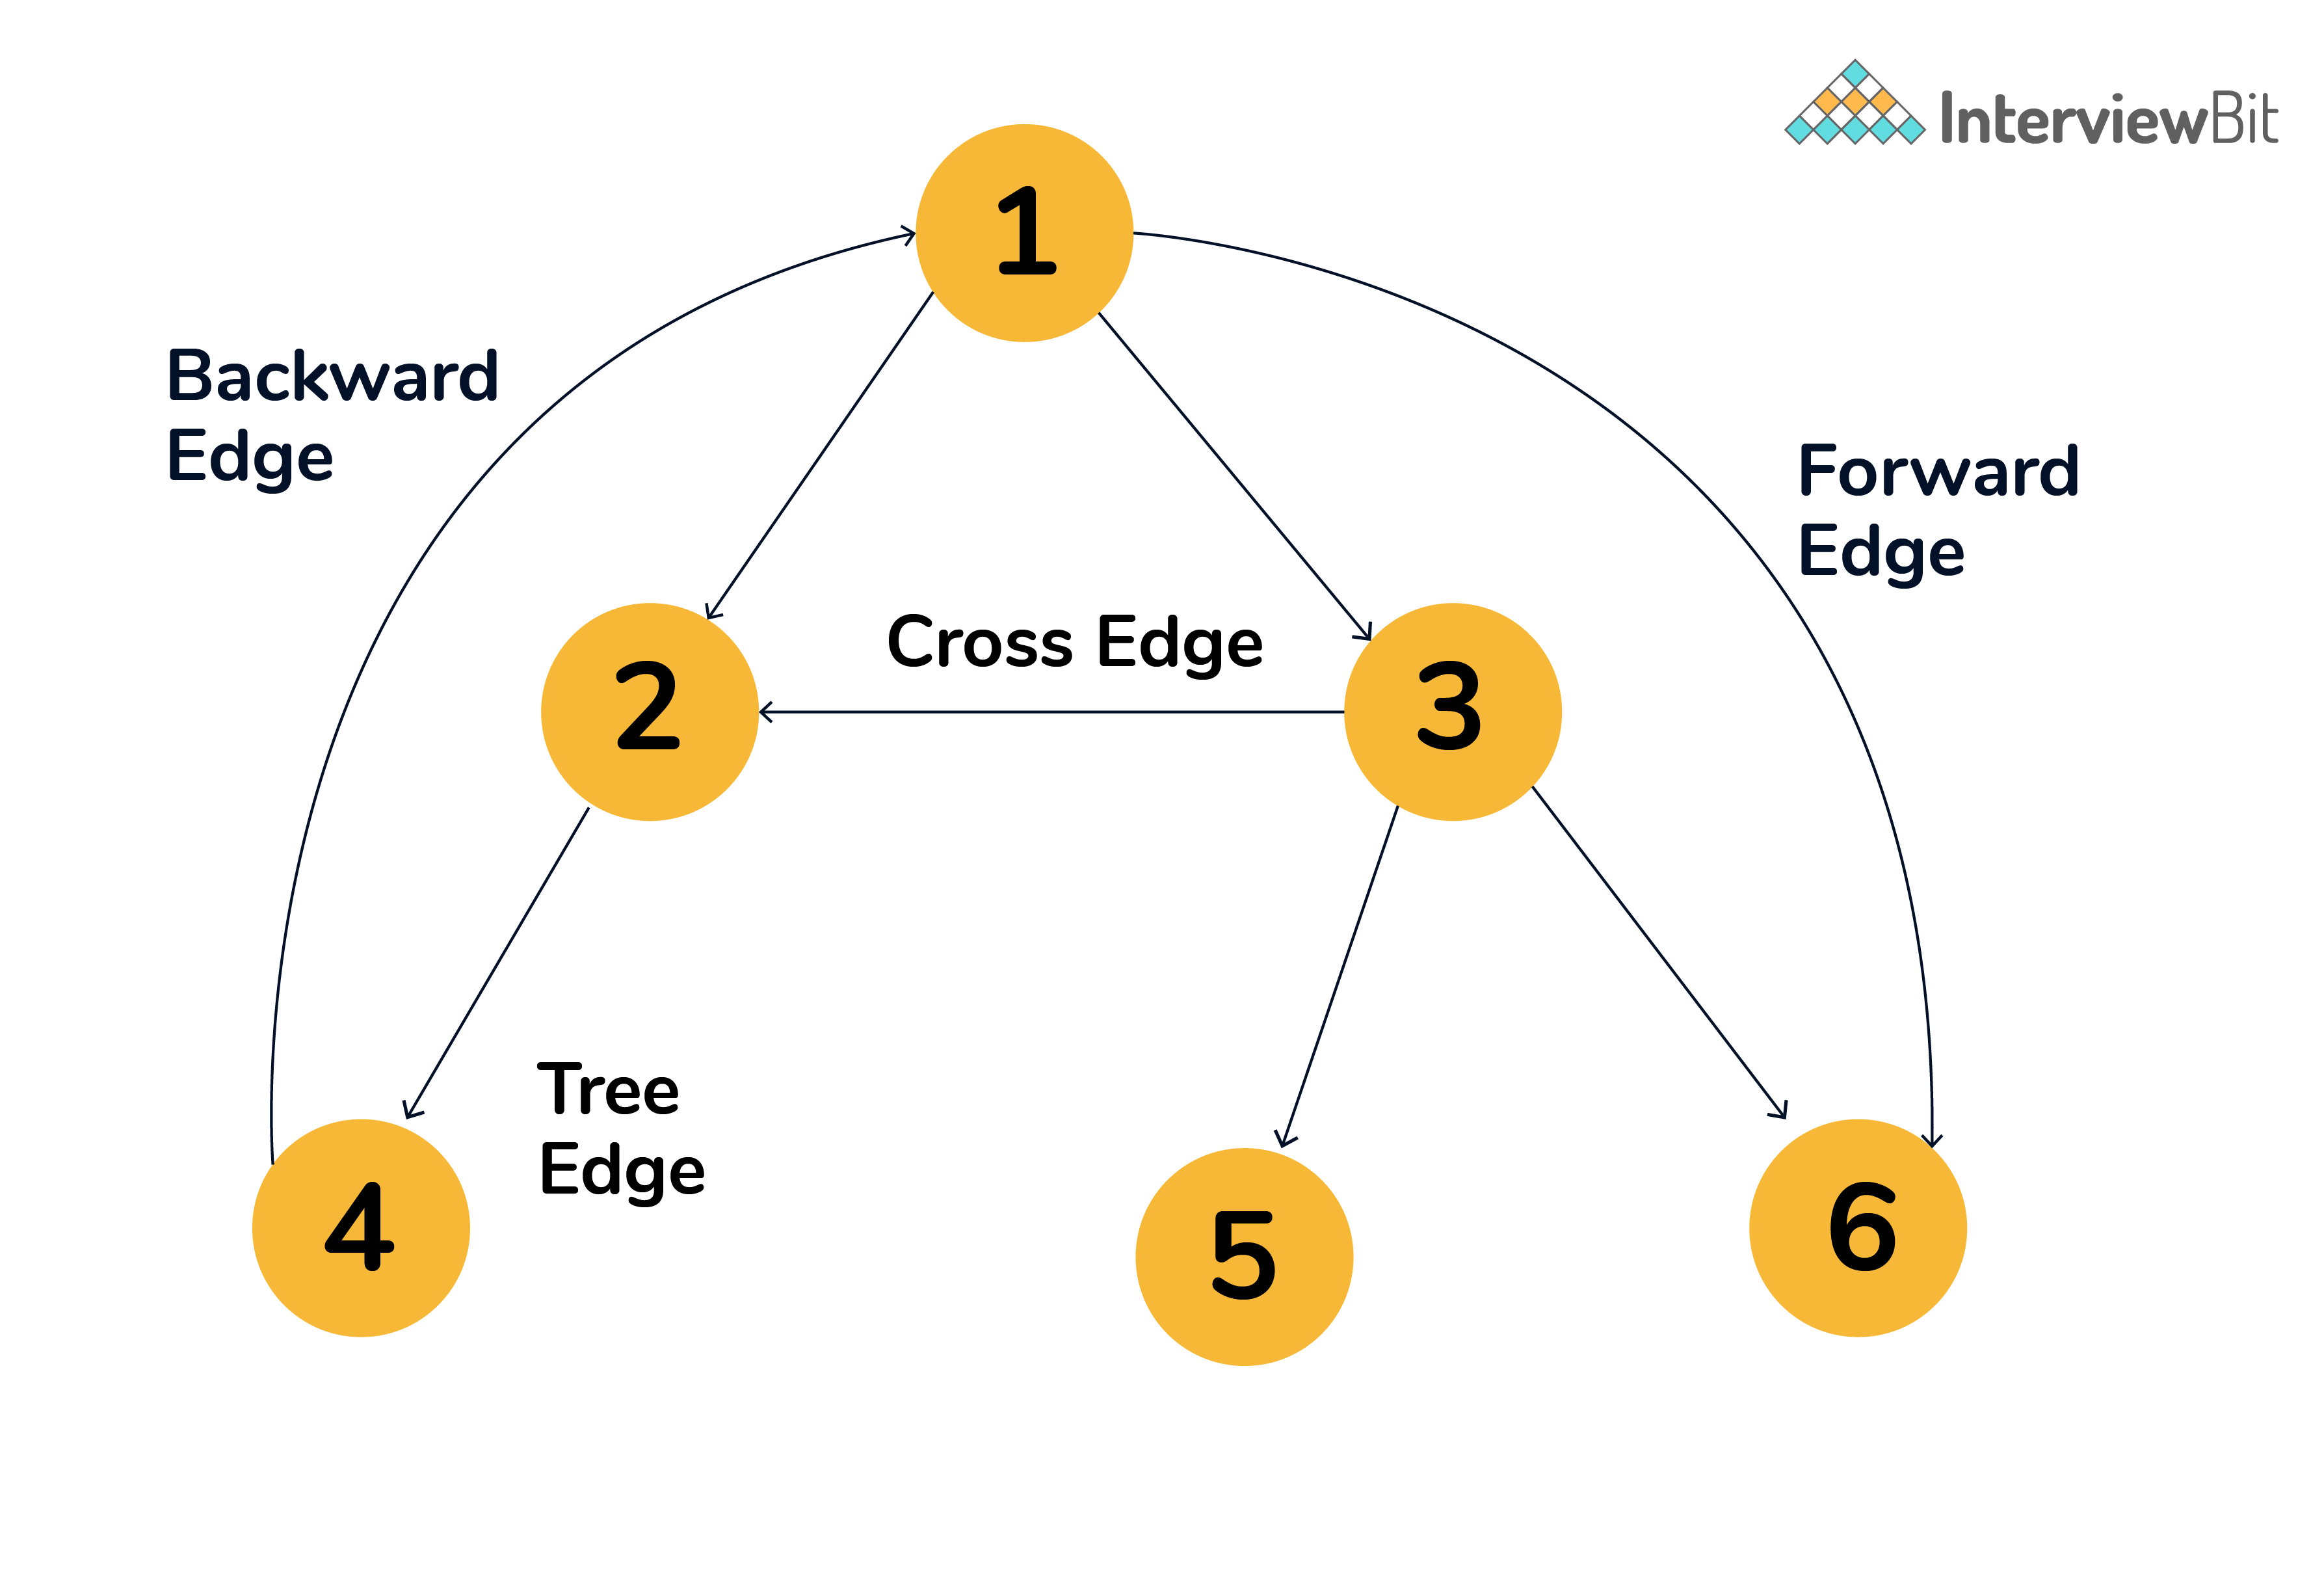 InterviewBit
1
Backward
Edge
Forward
Edge
Cross Edge
2
3
Tree
Edge
4
5
6